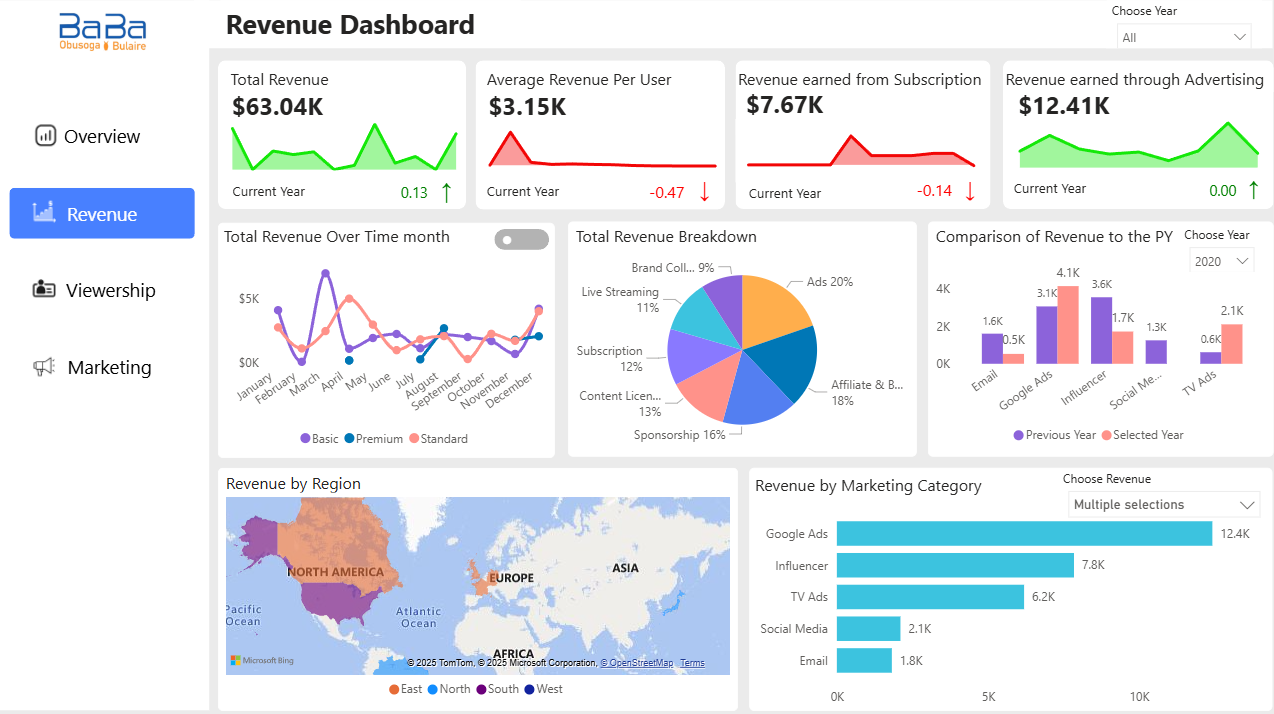 BaBa
Obusoga Bulaire
Overview
Revenue
Viewership
Marketing
Revenue Dashboard
Choose Year
All
Total Revenue
$63.04K
Current Year
0.13
Average Revenue Per User
$3.15K
Current Year
-0.47
Revenue earned from Subscription
$7.67K
Current Year
-0.14
Revenue earned through Advertising
$12.41K
Current Year
0.00
Total Revenue Over Time month
$5K
$0K
January
February
March
April
May
June
July
August
September
October
November
December
Basic Premium Standard
Total Revenue Breakdown
Brand Coll... 9%
Ads 20%
Live Streaming
11%
Subscription
12%
Affiliate & B...
18%
Content Licen...
13%
Sponsorship 16%
Comparison of Revenue to the PY
Choose Year
2020
4K
2K
0K
1.6K
0.5K
3.1K
4.1K
3.6K
1.7K
1.3K
0.6K
2.1K
Email
Google Ads
Influencer
Social Me...
TV Ads
Previous Year Selected Year
Revenue by Region
NORTH AMERICA
EUROPE
ASIA
Pacific
Ocean
Atlantic
Ocean
AFRICA
Microsoft Bing
© 2025 TomTom, © 2025 Microsoft Corporation, © OpenStreetMap Terms
East North South West
Revenue by Marketing Category
Choose Revenue
Multiple selections
Google Ads 12.4K
Influencer 7.8K
TV Ads 6.2K
Social Media 2.1K
Email 1.8K
0K 5K 10K